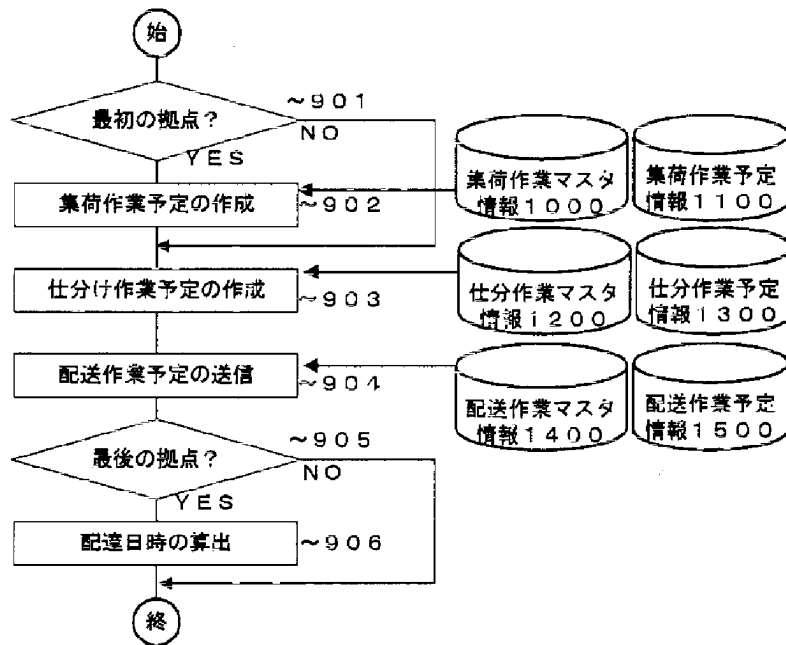 始
最初の拠点？
～９０１
ＮＯ
ＹＥＳ
集荷作業予定の作成
～９０２
集荷作業マスタ
情報１０００
集荷作業予定
情報１１００
仕分け作業予定の作成
～９０３
仕分作業マスタ
情報１２００
仕分作業予定
情報１３００
配送作業予定の送信
～９０４
配送作業マスタ
情報１４００
配送作業予定
情報１５００
最後の拠点？
～９０５
ＮＯ
ＹＥＳ
配達日時の算出
～９０６
終